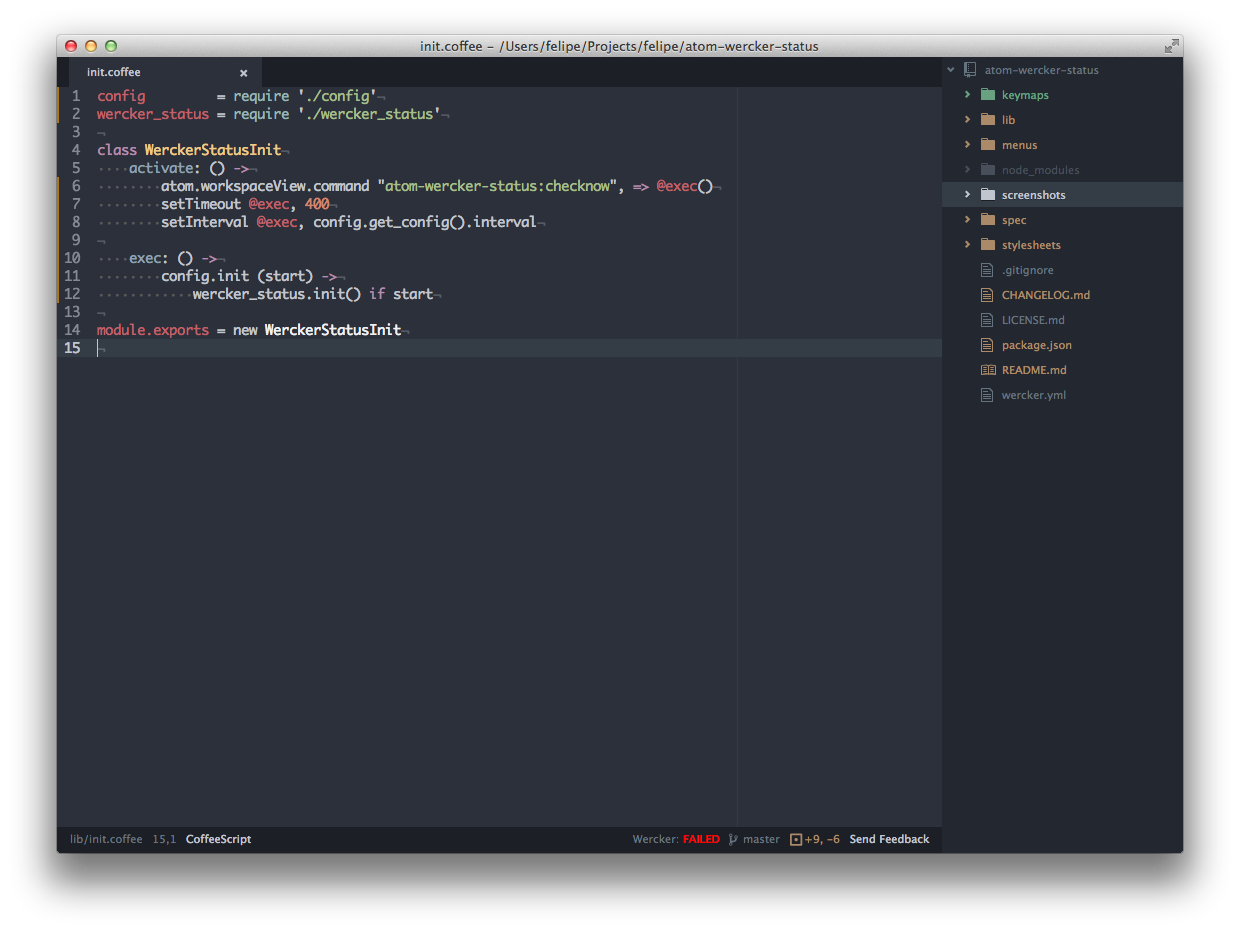 init.coffee – /Users/felipe/Projects/felipe/atom-wercker-status
init.coffee
1 config         = require './config'¬
2 wercker_status = require './wercker_status'¬
3 ¬
4 class WerckerStatusInit¬
5 ····activate: () ->¬
6 ········atom.workspaceView.command "atom-wercker-status:checknow", => @exec()¬
7 ········setTimeout @exec, 400¬
8 ········setInterval @exec, config.get_config().interval¬
9 ¬
10 ····exec: () ->¬
11 ········config.init (start) ->¬
12 ············wercker_status.init() if start¬
13 ¬
14 module.exports = new WerckerStatusInit¬
15 ¬
lib/init.coffee 15,1 CoffeeScript Wercker: FAILED master +9, -6 Send Feedback
atom-wercker-status
keymaps
lib
menus
node_modules
screenshots
spec
stylesheets
.gitignore
CHANGELOG.md
LICENSE.md
package.json
README.md
wercker.yml